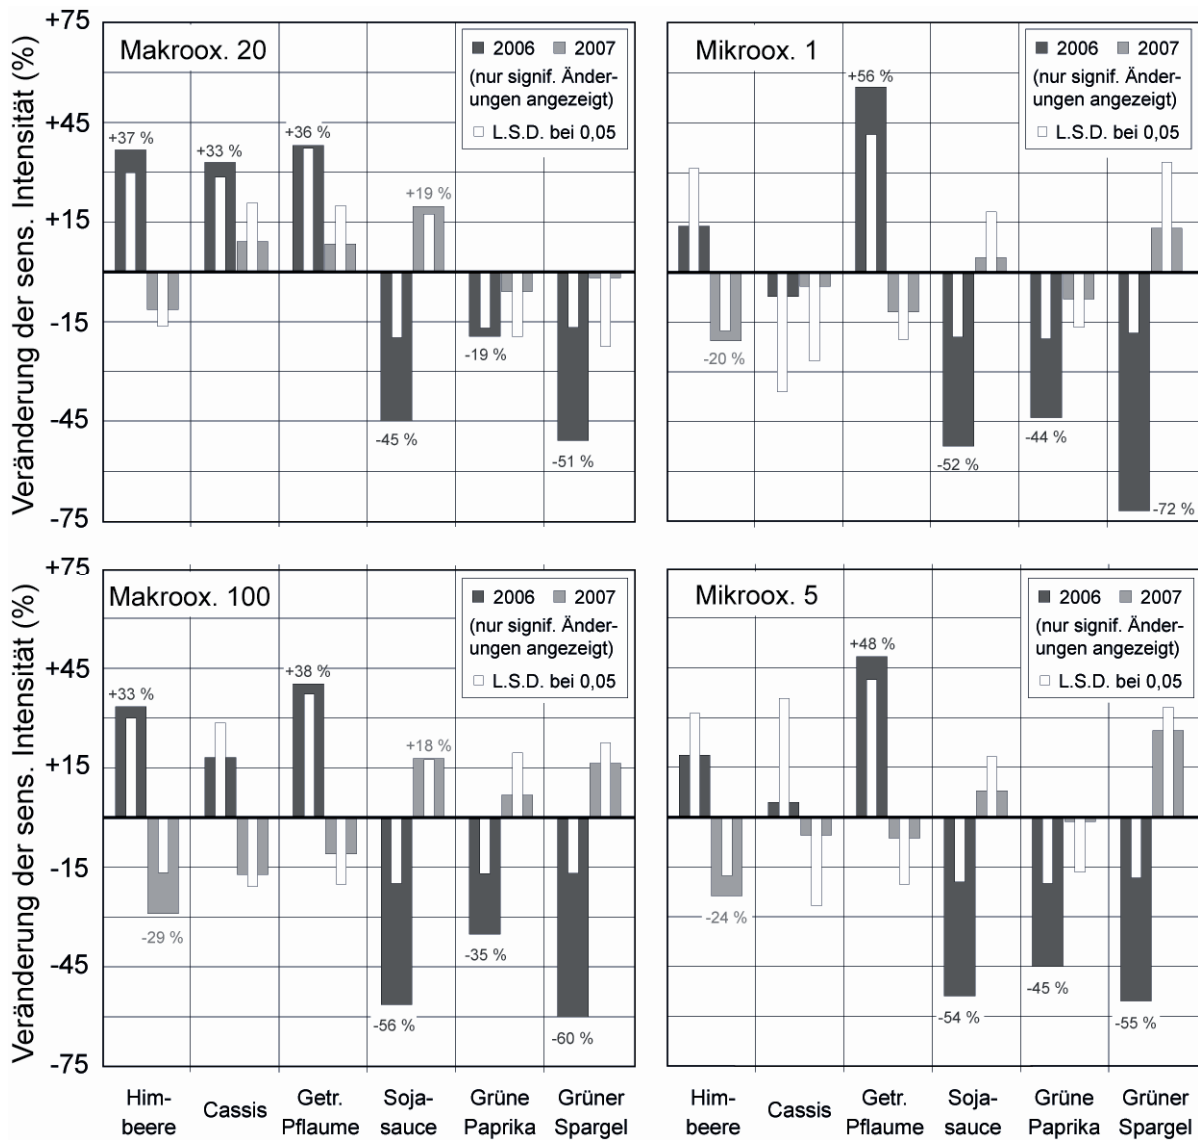 Veränderung der sens. Intensität (%)
+75
+45
+15
-15
-45
-75
Makroox. 20
2006 2007
(nur signif. Änder-
ungen angezeigt)
L.S.D. bei 0,05
+37 %
+33 %
+36 %
+19 %
-45 %
-19 %
-51 %
Mikroox. 1
2006 2007
(nur signif. Änder-
ungen angezeigt)
L.S.D. bei 0,05
+56 %
-20 %
-52 %
-44 %
-72 %
Veränderung der sens. Intensität (%)
+75
+45
+15
-15
-45
-75
Makroox. 100
2006 2007
(nur signif. Änder-
ungen angezeigt)
L.S.D. bei 0,05
+33 %
+38 %
+18 %
-29 %
-35 %
-56 %
-60 %
Mikroox. 5
2006 2007
(nur signif. Änder-
ungen angezeigt)
L.S.D. bei 0,05
+48 %
-24 %
-54 %
-45 %
-55 %
Him-
beere
Cassis
Getr.
Pflaume
Soja-
sauce
Grüne
Paprika
Grüner
Spargel
Him-
beere
Cassis
Getr.
Pflaume
Soja-
sauce
Grüne
Paprika
Grüner
Spargel